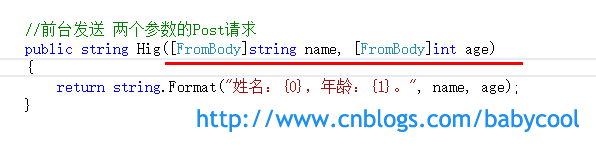 //前台发送 两个参数的Post请求
public string Hig([FromBody]string name, [FromBody]int age)
{
return string.Format("姓名：{0}，年龄：{1}。", name, age);
}
http://www.cnblogs.com/babycool